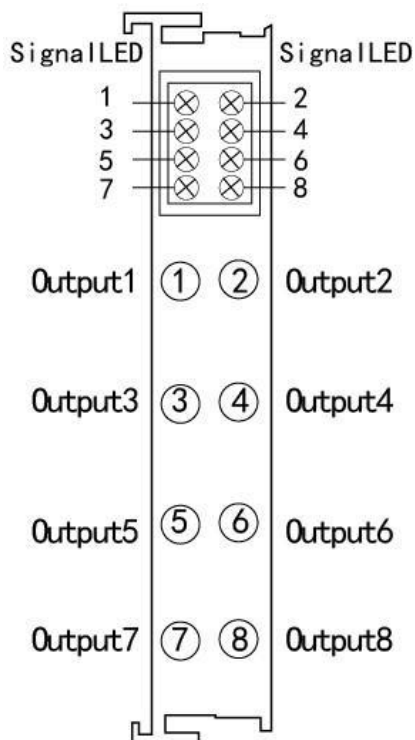 SignalLED SignalLED
1 2
3 4
5 6
7 8
Output1 1 2 Output2
Output3 3 4 Output4
Output5 5 6 Output6
Output7 7 8 Output8